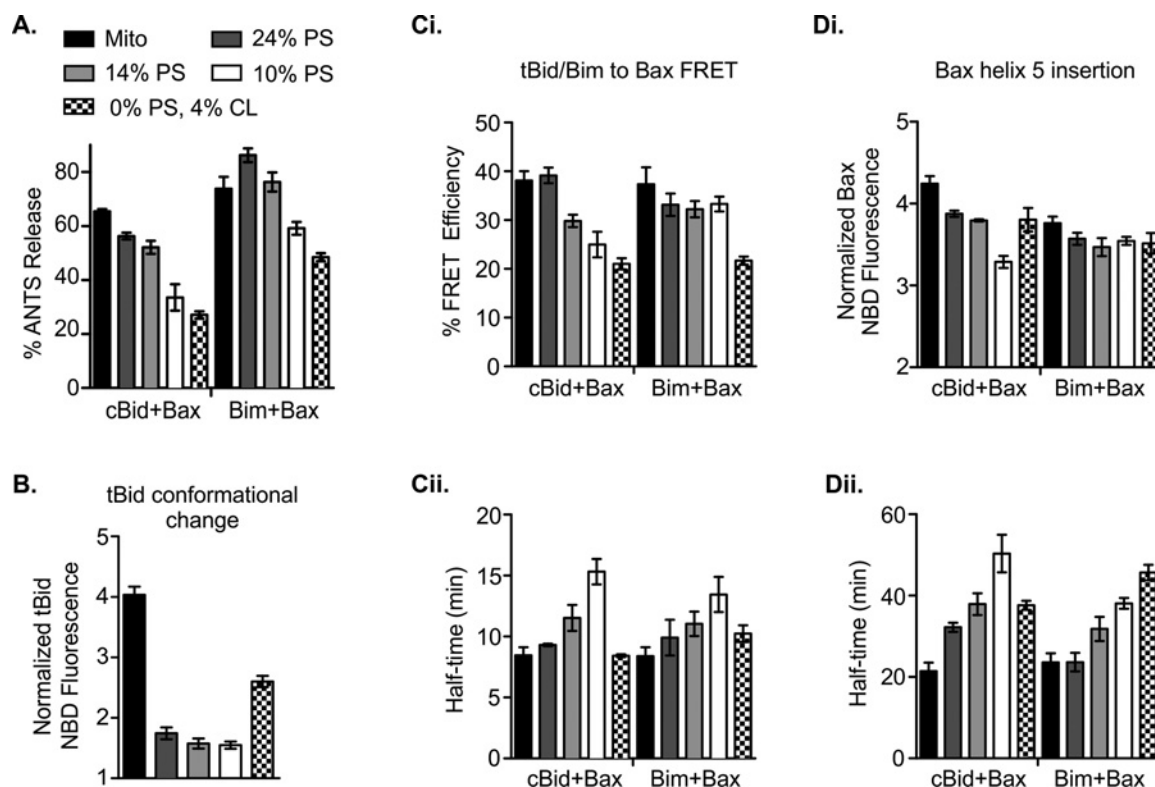 A.
Mito
24% PS
14% PS
10% PS
0% PS, 4% CL
% ANTS Release
80
60
40
20
0
cBid+Bax
Bim+Bax
B.
tBid conformational
change
Normalized tBid
NBD Fluorescence
5
4
3
2
1
Ci.
tBid/Bim to Bax FRET
% FRET Efficiency
50
40
30
20
10
0
cBid+Bax
Bim+Bax
Cii.
Half-time (min)
20
15
10
5
0
cBid+Bax
Bim+Bax
Di.
Bax helix 5 insertion
Normalized Bax
NBD Fluorescence
5
4
3
2
cBid+Bax
Bim+Bax
Dii.
Half-time (min)
60
40
20
0
cBid+Bax
Bim+Bax